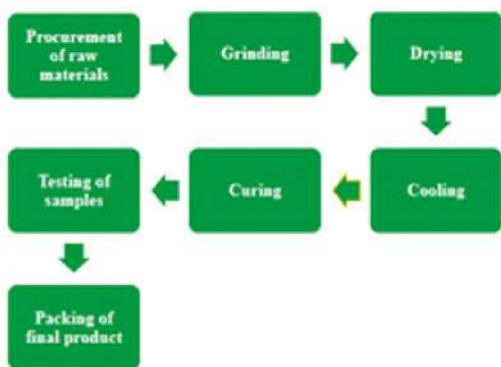 Procurement
of raw
materials
Grinding
Drying
Cooling
Curing
Testing of
samples
Packing of
final product